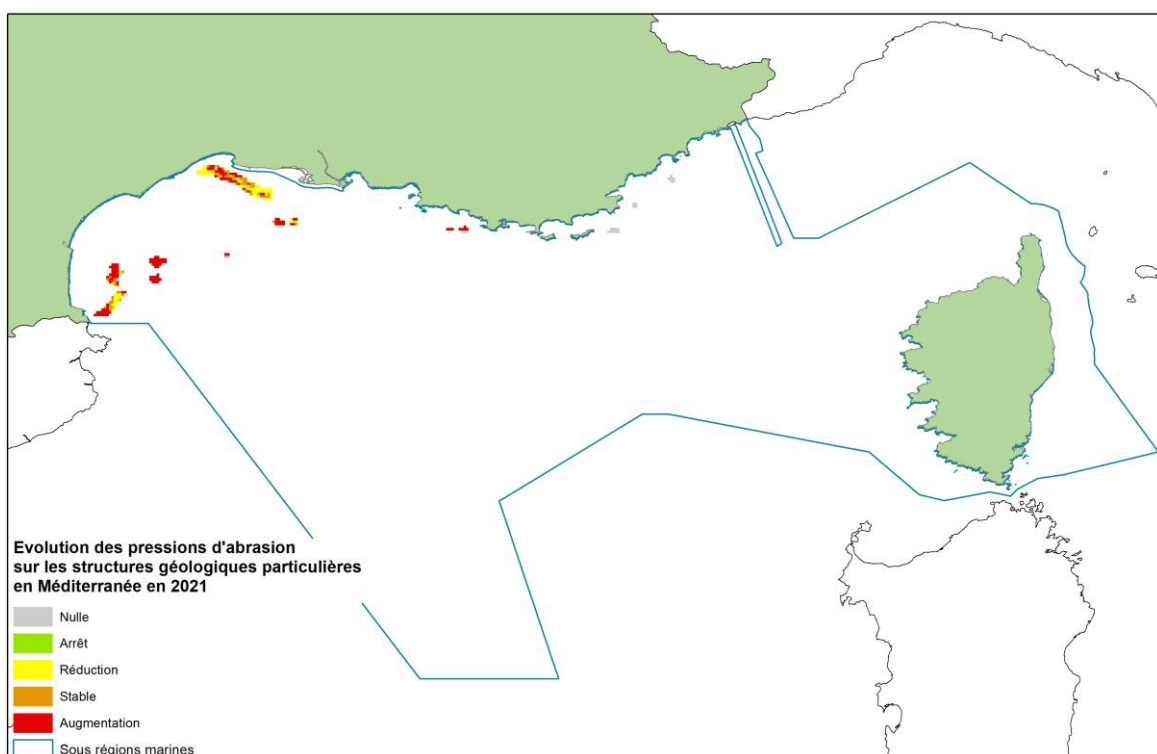 Evolution des pressions d'abrasion
sur les structures géologiques particulières
en Méditerranée en 2021
Nulle
Arrêt
Réduction
Stable
Augmentation
Sous régions marines